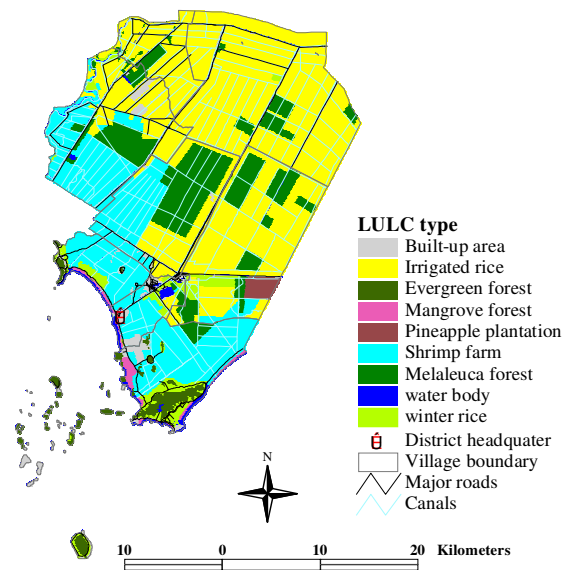 LULC type
Built-up area
Irrigated rice
Evergreen forest
Mangrove forest
Pineapple plantation
Shrimp farm
Melaleuca forest
water body
winter rice
District headquater
Village boundary
Major roads
Canals
N
10 0 10 20 Kilometers